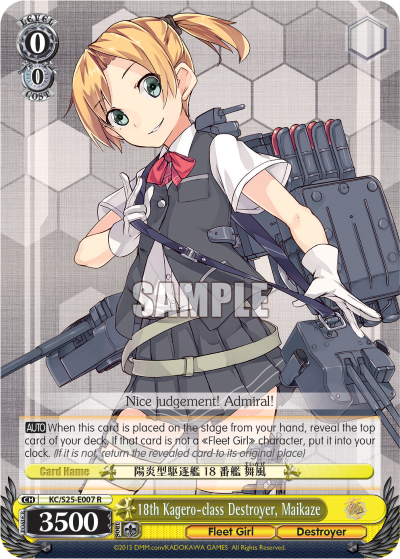 LEVEL
0
0
COST
SAMPLE
Nice judgement! Admiral!
AUTO When this card is placed on the stage from your hand, reveal the top
card of your deck. If that card is not a «Fleet Girl» character, put it into your
clock. (If it is not, return the revealed card to its original place)
Card Name 陽炎型駆逐艦 18 番艦 舞風
CH KC/S25-E007 R
18th Kagero-class Destroyer, Maikaze
POWER 3500 SOUL
Fleet Girl Destroyer
©2015 DMM.com/KADOKAWA GAMES All Rights Reserved.